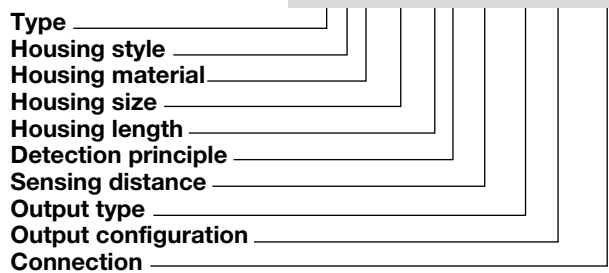 Type
Housing style
Housing material
Housing size
Housing length
Detection principle
Sensing distance
Output type
Output configuration
Connection